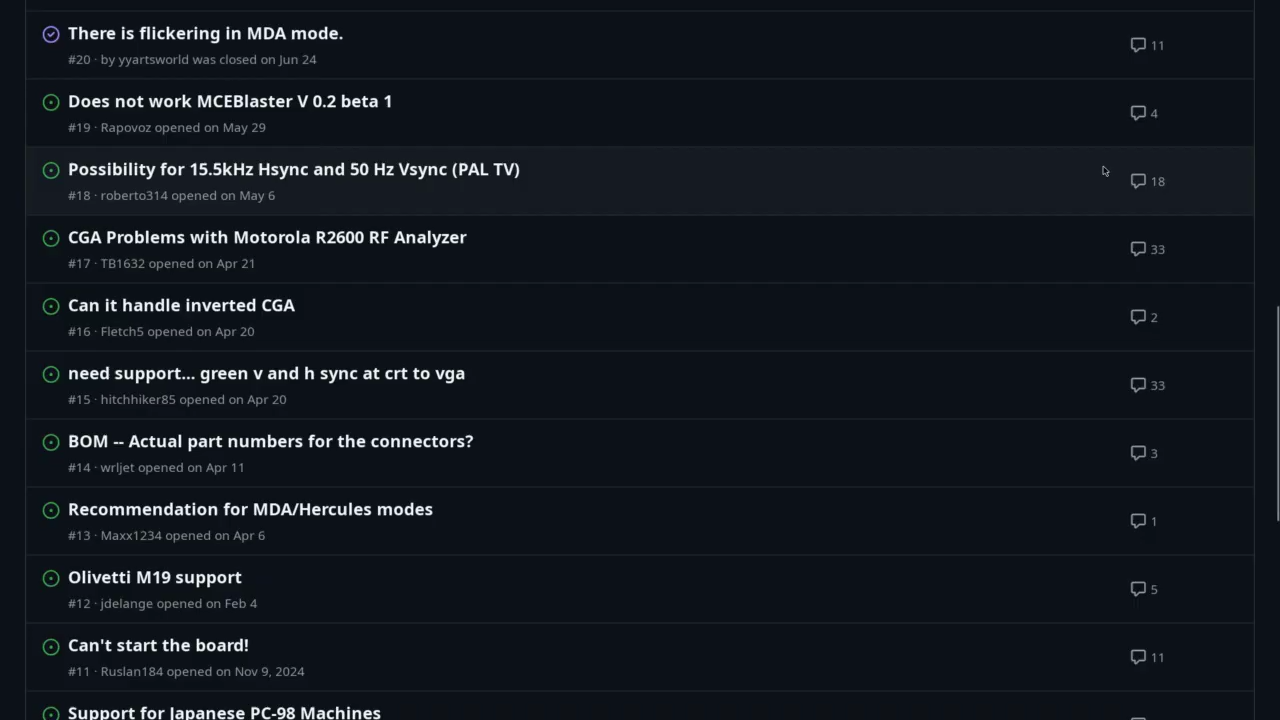 There is flickering in MDA mode.
11
#20 · by yyartsworld was closed on Jun 24
Does not work MCEBlaster V 0.2 beta 1
4
#19 · Rapovoz opened on May 29
Possibility for 15.5kHz Hsync and 50 Hz Vsync (PAL TV)
18
#18 · roberto314 opened on May 6
CGA Problems with Motorola R2600 RF Analyzer
33
#17 · TB1632 opened on Apr 21
Can it handle inverted CGA
2
#16 · Fletch5 opened on Apr 20
need support... green v and h sync at crt to vga
33
#15 · hitchhiker85 opened on Apr 20
BOM -- Actual part numbers for the connectors?
3
#14 · wrljet opened on Apr 11
Recommendation for MDA/Hercules modes
1
#13 · Maxx1234 opened on Apr 6
Olivetti M19 support
5
#12 · jdelange opened on Feb 4
Can't start the board!
11
#11 · Ruslan184 opened on Nov 9, 2024
Support for Japanese PC-98 Machines